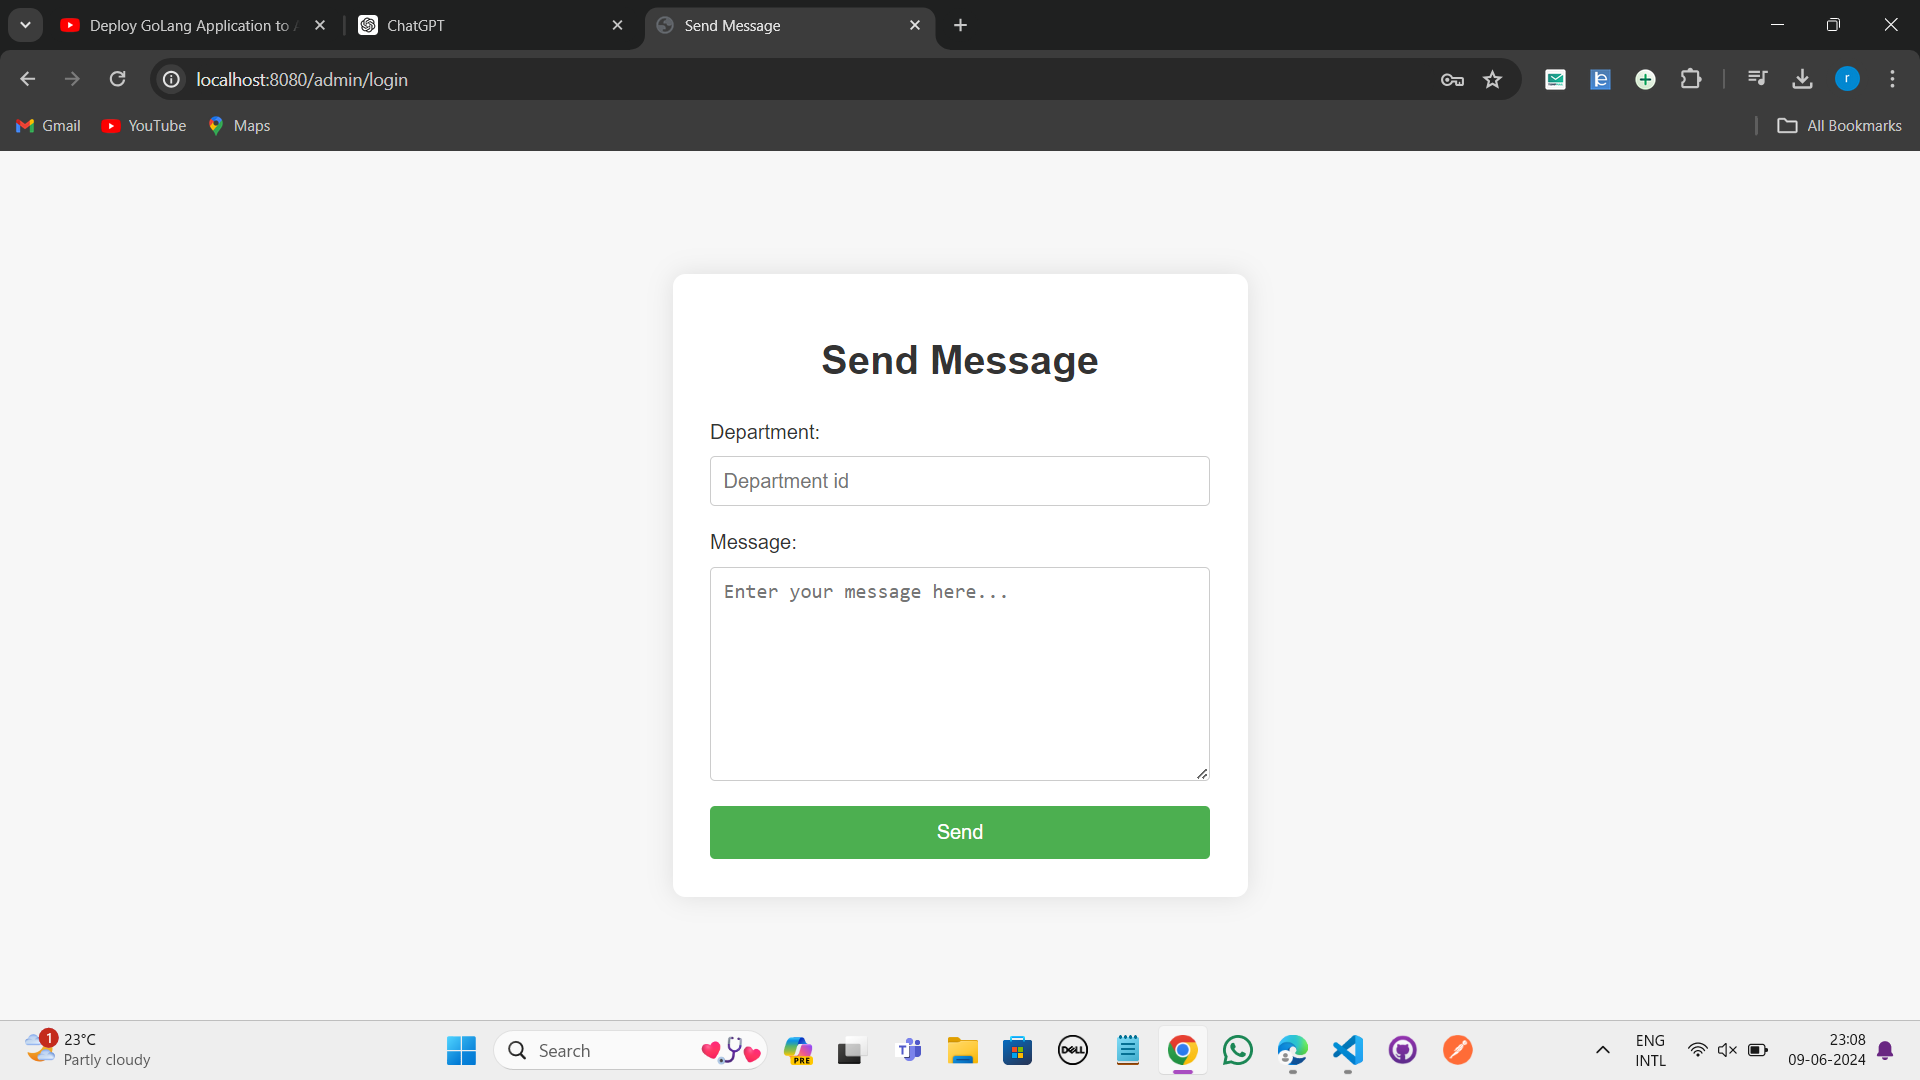 Deploy GoLang Application to
ChatGPT
Send Message
localhost:8080/admin/login
r
Gmail
YouTube
Maps
All Bookmarks
Send Message
Department:
Department id
Message:
Enter your message here...
Send
1
23°C
Partly cloudy
Search
PRE
T
DELL
ENG
INTL
23:08
09-06-2024